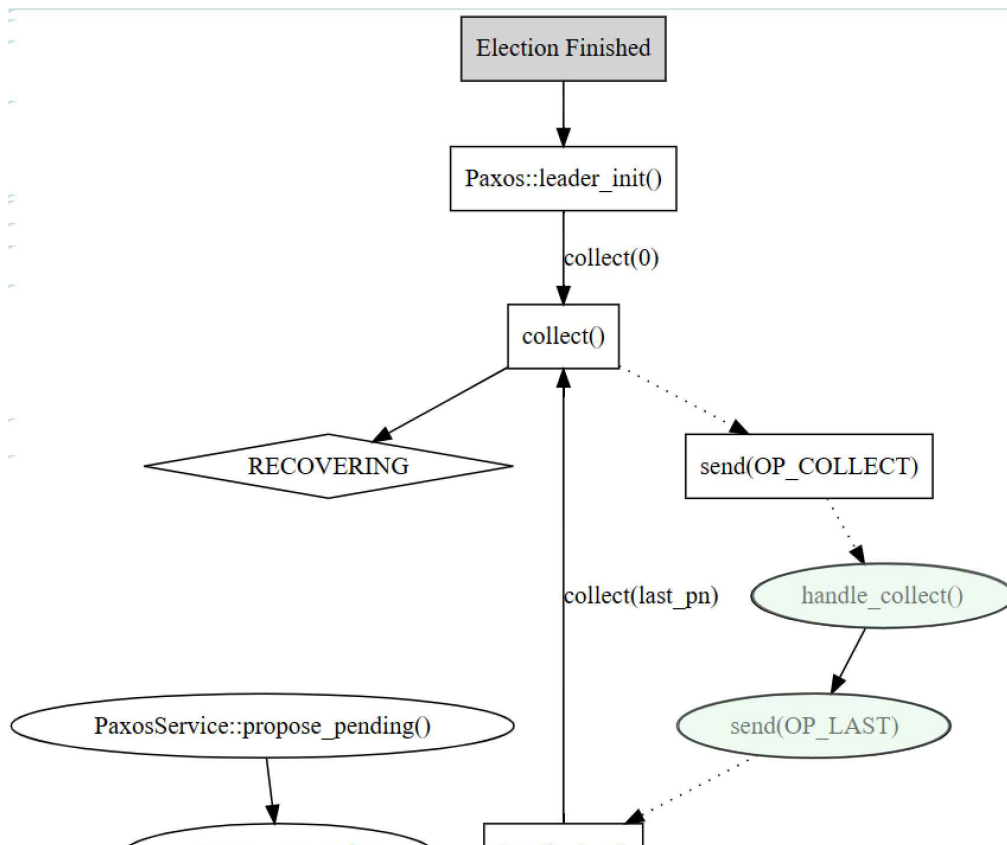 Election Finished
Paxos::leader_init()
collect(0)
collect()
RECOVERING
send(OP_COLLECT)
collect(last_pn)
handle_collect()
PaxosService::propose_pending()
send(OP_LAST)